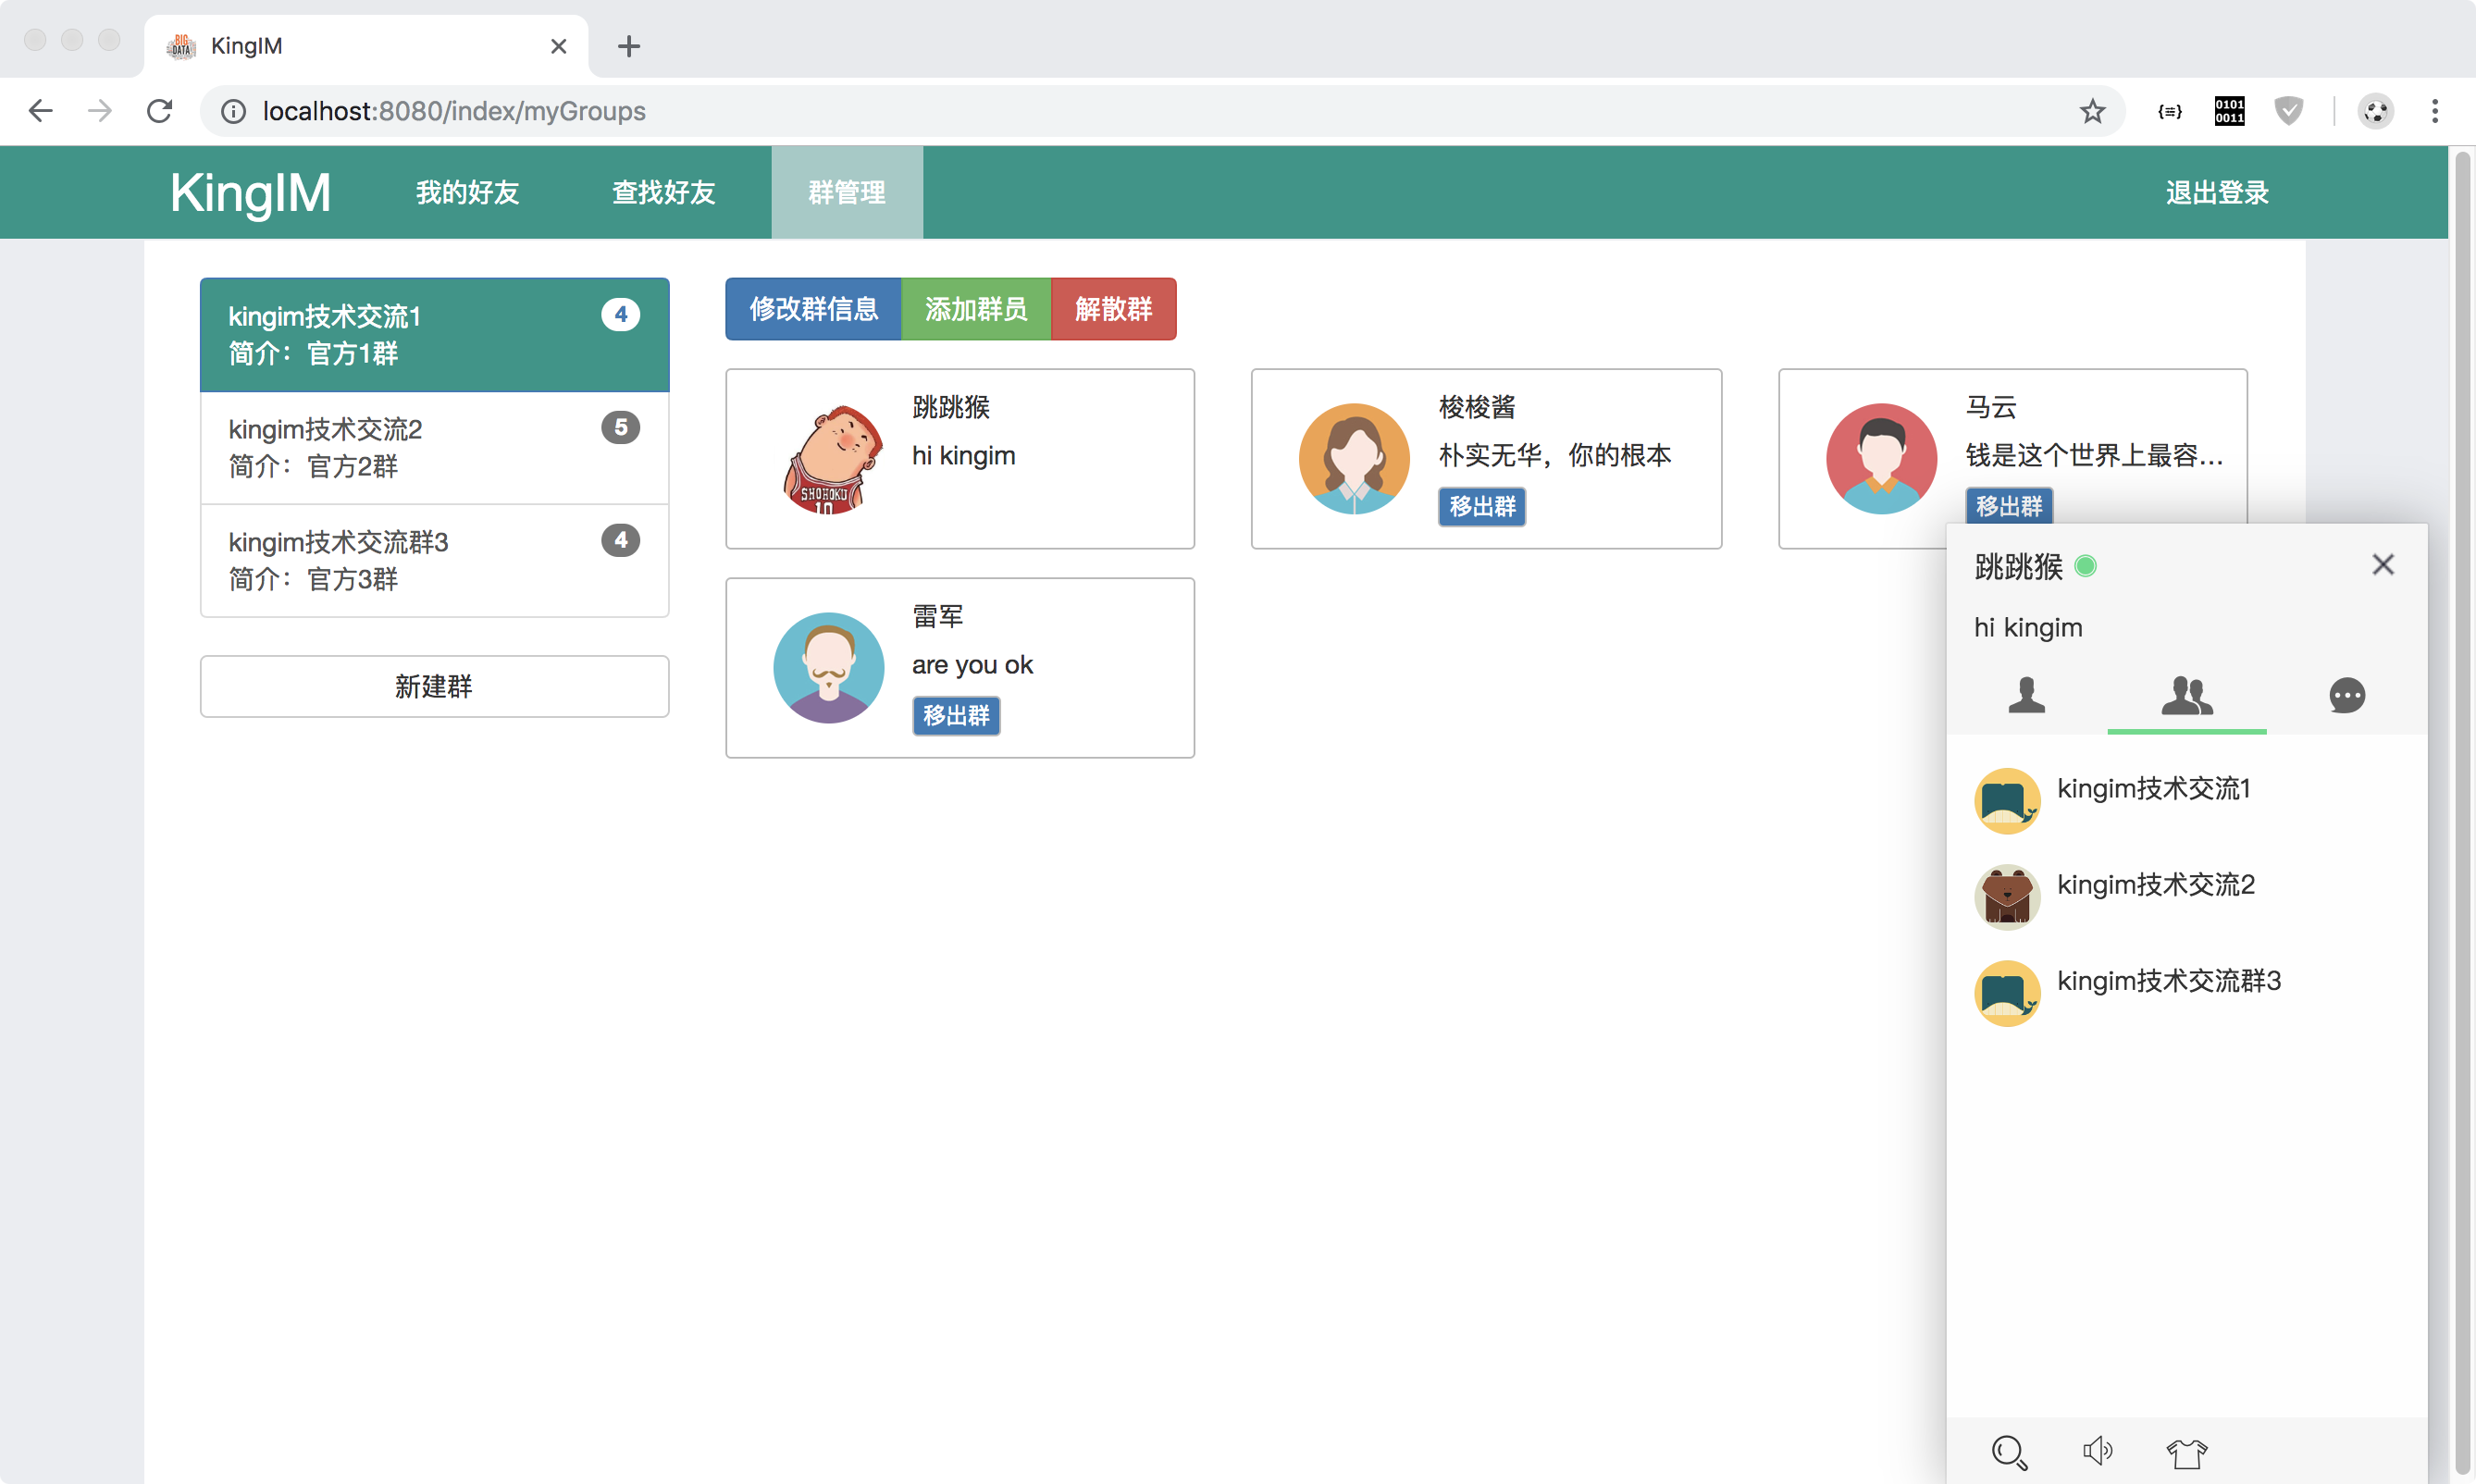 KingIM
localhost:8080/index/myGroups
0101
0011
KingIM 我的好友 查找好友 群管理 退出登录
kingim技术交流1 4
简介：官方1群
kingim技术交流2 5
简介：官方2群
kingim技术交流群3 4
简介：官方3群
新建群
修改群信息 添加群员 解散群
跳跳猴
hi kingim
SHOHOKU
10
梭梭酱
朴实无华，你的根本
移出群
马云
钱是这个世界上最容...
移出群
雷军
are you ok
移出群
跳跳猴
hi kingim
kingim技术交流1
kingim技术交流2
kingim技术交流群3